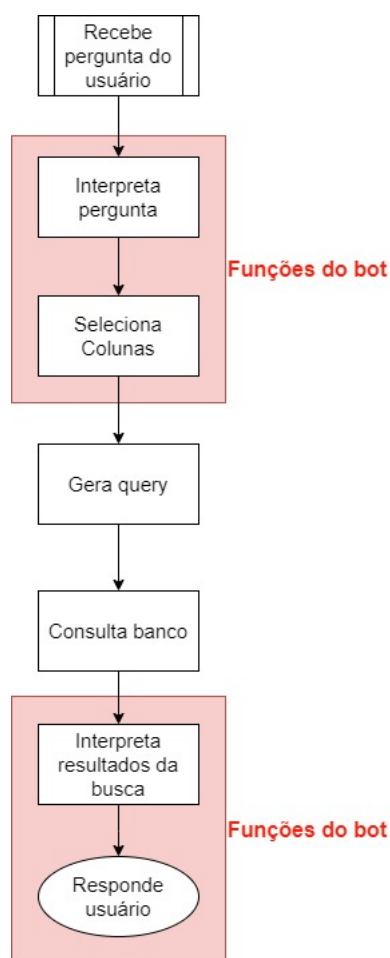 Recebe
pergunta do
usuário
Interpreta
pergunta
Funções do bot
Seleciona
Colunas
Gera query
Consulta banco
Interpreta
resultados da
busca
Funções do bot
Responde
usuário